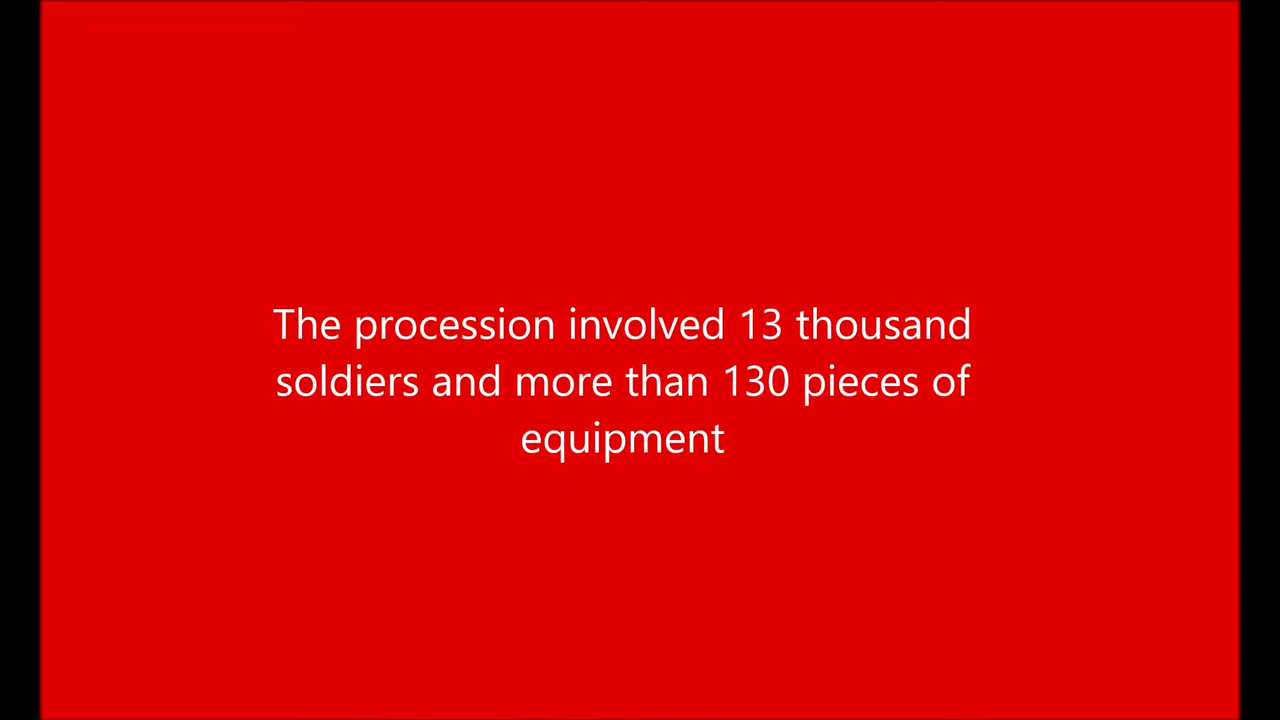 The procession involved 13 thousand
soldiers and more than 130 pieces of
equipment